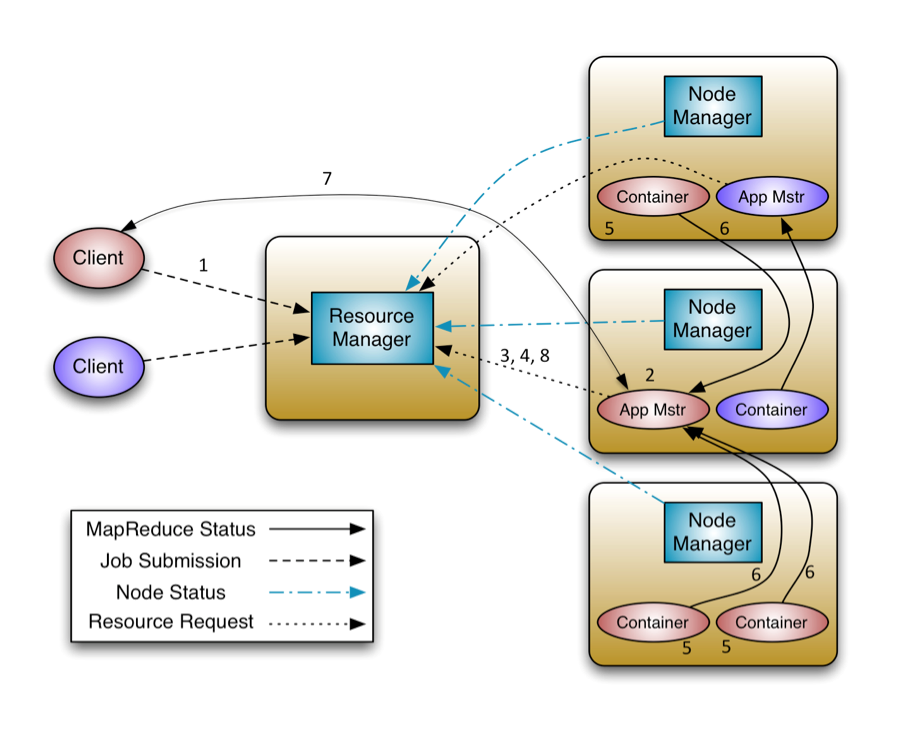 Node
Manager
Container
App Mstr
5
6
7
Client
1
Resource
Manager
Client
Node
Manager
3, 4, 8
2
App Mstr
Container
Node
Manager
6
6
Container
Container
5
5
MapReduce Status
Job Submission
Node Status
Resource Request